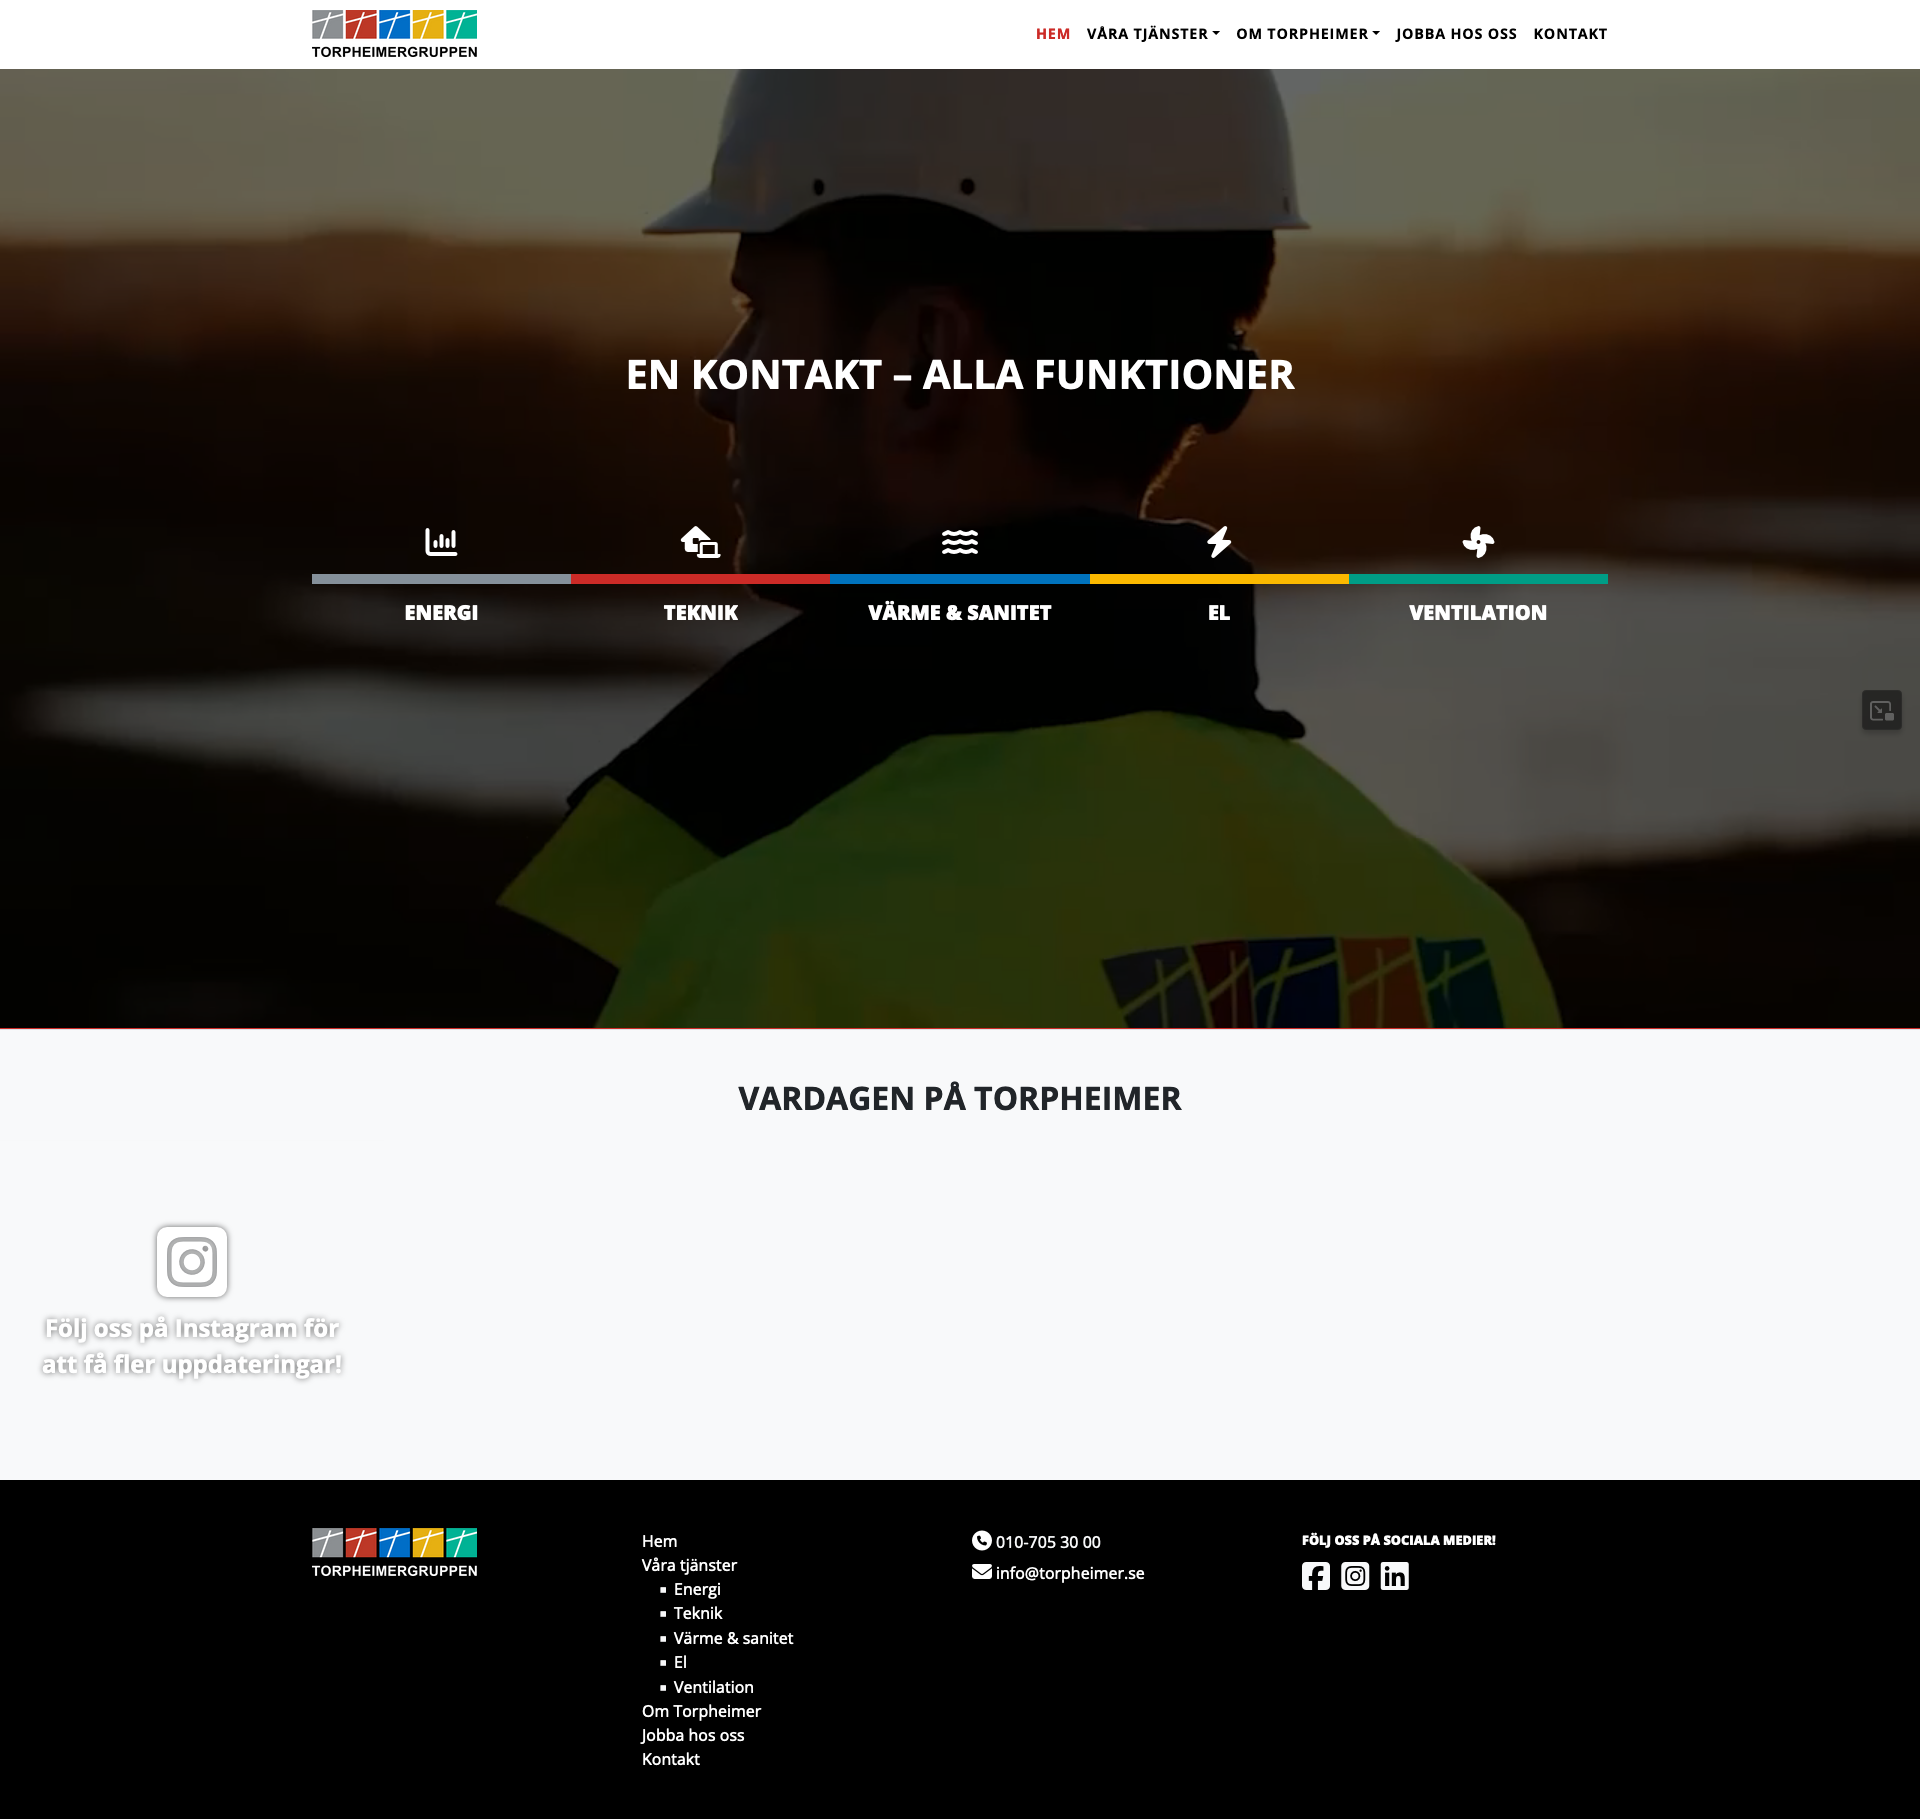 TORPHEIMERGRUPPEN
HEM VÅRA TJÄNSTER OM TORPHEIMER JOBBA HOS OSS KONTAKT
EN KONTAKT – ALLA FUNKTIONER
ENERGI TEKNIK VÄRME & SANITET EL VENTILATION
VARDAGEN PÅ TORPHEIMER
Följ oss på Instagram för
att få fler uppdateringar!
TORPHEIMERGRUPPEN
Hem
Våra tjänster
Energi
Teknik
Värme & sanitet
El
Ventilation
Om Torpheimer
Jobba hos oss
Kontakt
010-705 30 00
info@torpheimer.se
FÖLJ OSS PÅ SOCIALA MEDIER!